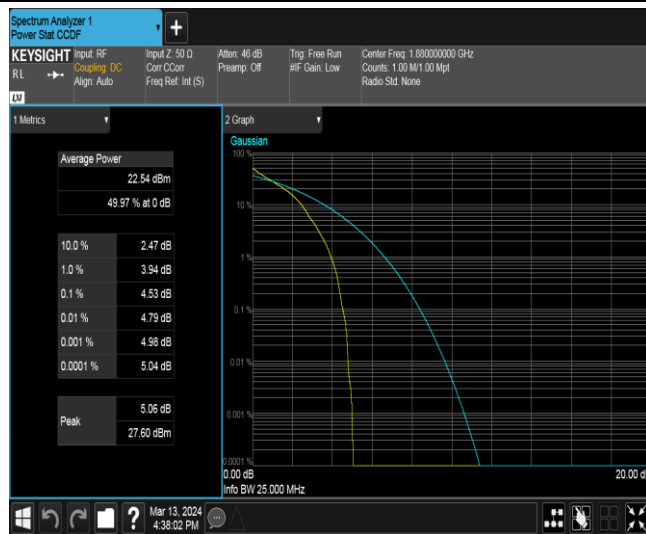 Spectrum Analyzer 1
Power Stat CCDF
+
KEYSIGHT
RL
Input: RF
Coupling: DC
Align: Auto
Input Z: 50 Ω
Corr CCorr
Freq Ref: Int (S)
Atten: 46 dB
Preamp: Off
Trig: Free Run
#IF Gain: Low
Center Freq: 1.880000000 GHz
Counts: 1.00 M/1.00 Mpt
Radio Std: None
LXI
1 Metrics
Average Power
22.54 dBm
49.97 % at 0 dB
10.0 % 2.47 dB
1.0 % 3.94 dB
0.1 % 4.53 dB
0.01 % 4.79 dB
0.001 % 4.98 dB
0.0001 % 5.04 dB
Peak
5.06 dB
27.60 dBm
2 Graph
Gaussian
100 %
10 %
1 %
0.1 %
0.01 %
0.001 %
0.0001 %
0.00 dB
20.00 d
Info BW 25.000 MHz
?
Mar 13, 2024
4:38:02 PM